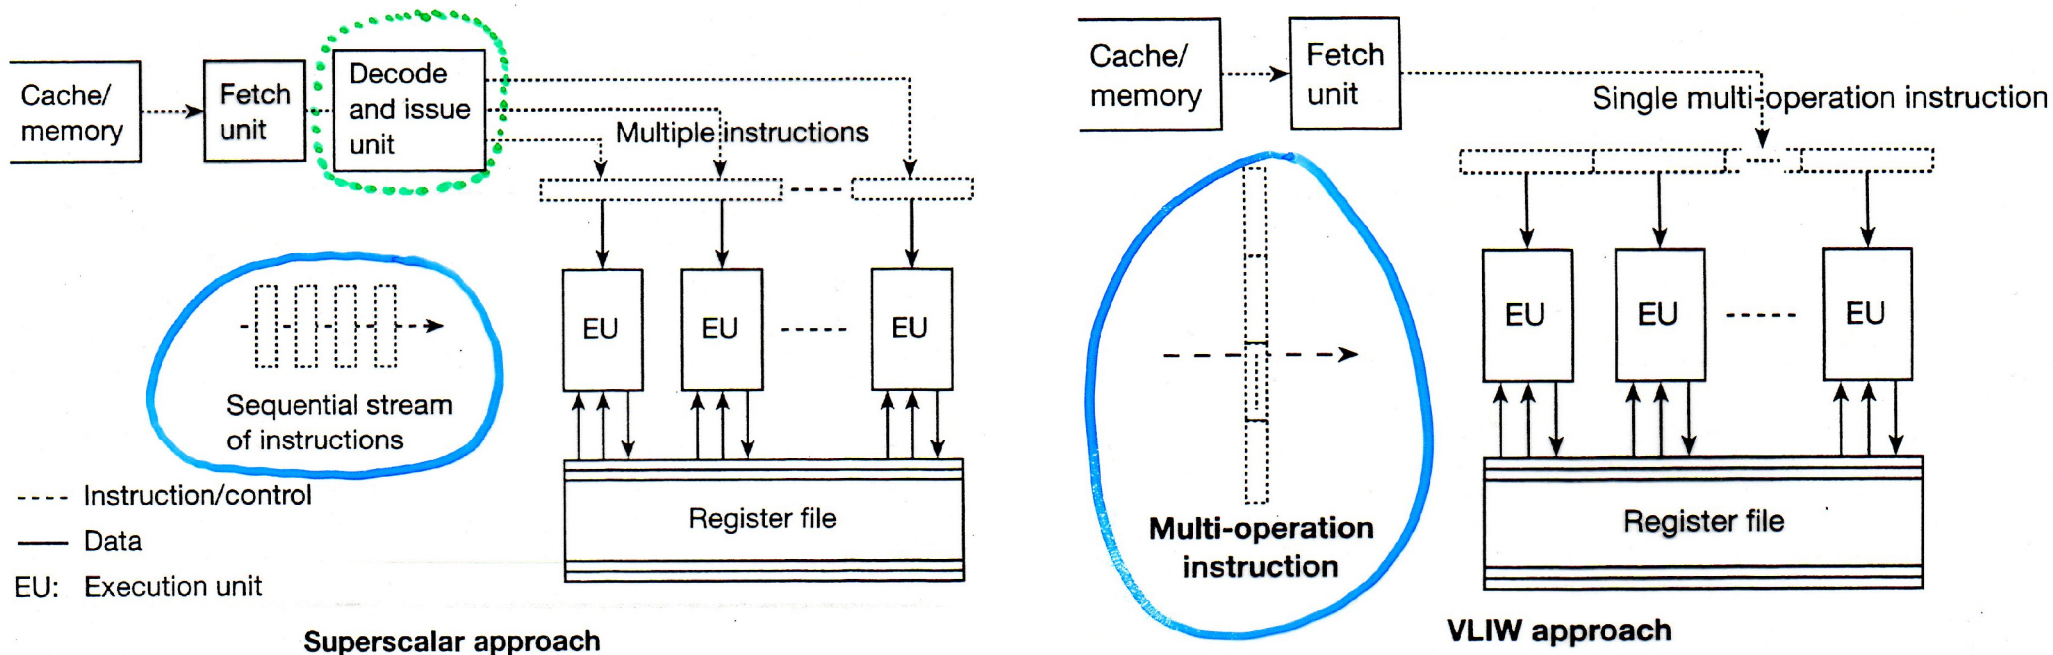 Cache/
memory
Fetch
unit
Decode
and issue
unit
Multiple instructions
EU
EU
EU
Sequential stream
of instructions
Register file
---- Instruction/control
—— Data
EU: Execution unit
Superscalar approach
Cache/
memory
Fetch
unit
Single multi-operation instruction
EU
EU
EU
Multi-operation
instruction
Register file
VLIW approach